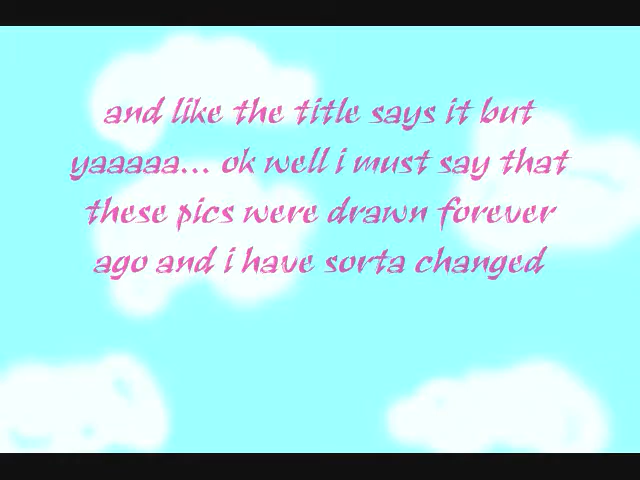 and like the title says it but
yaaaaa... ok well i must say that
these pics were drawn forever
ago and i have sorta changed